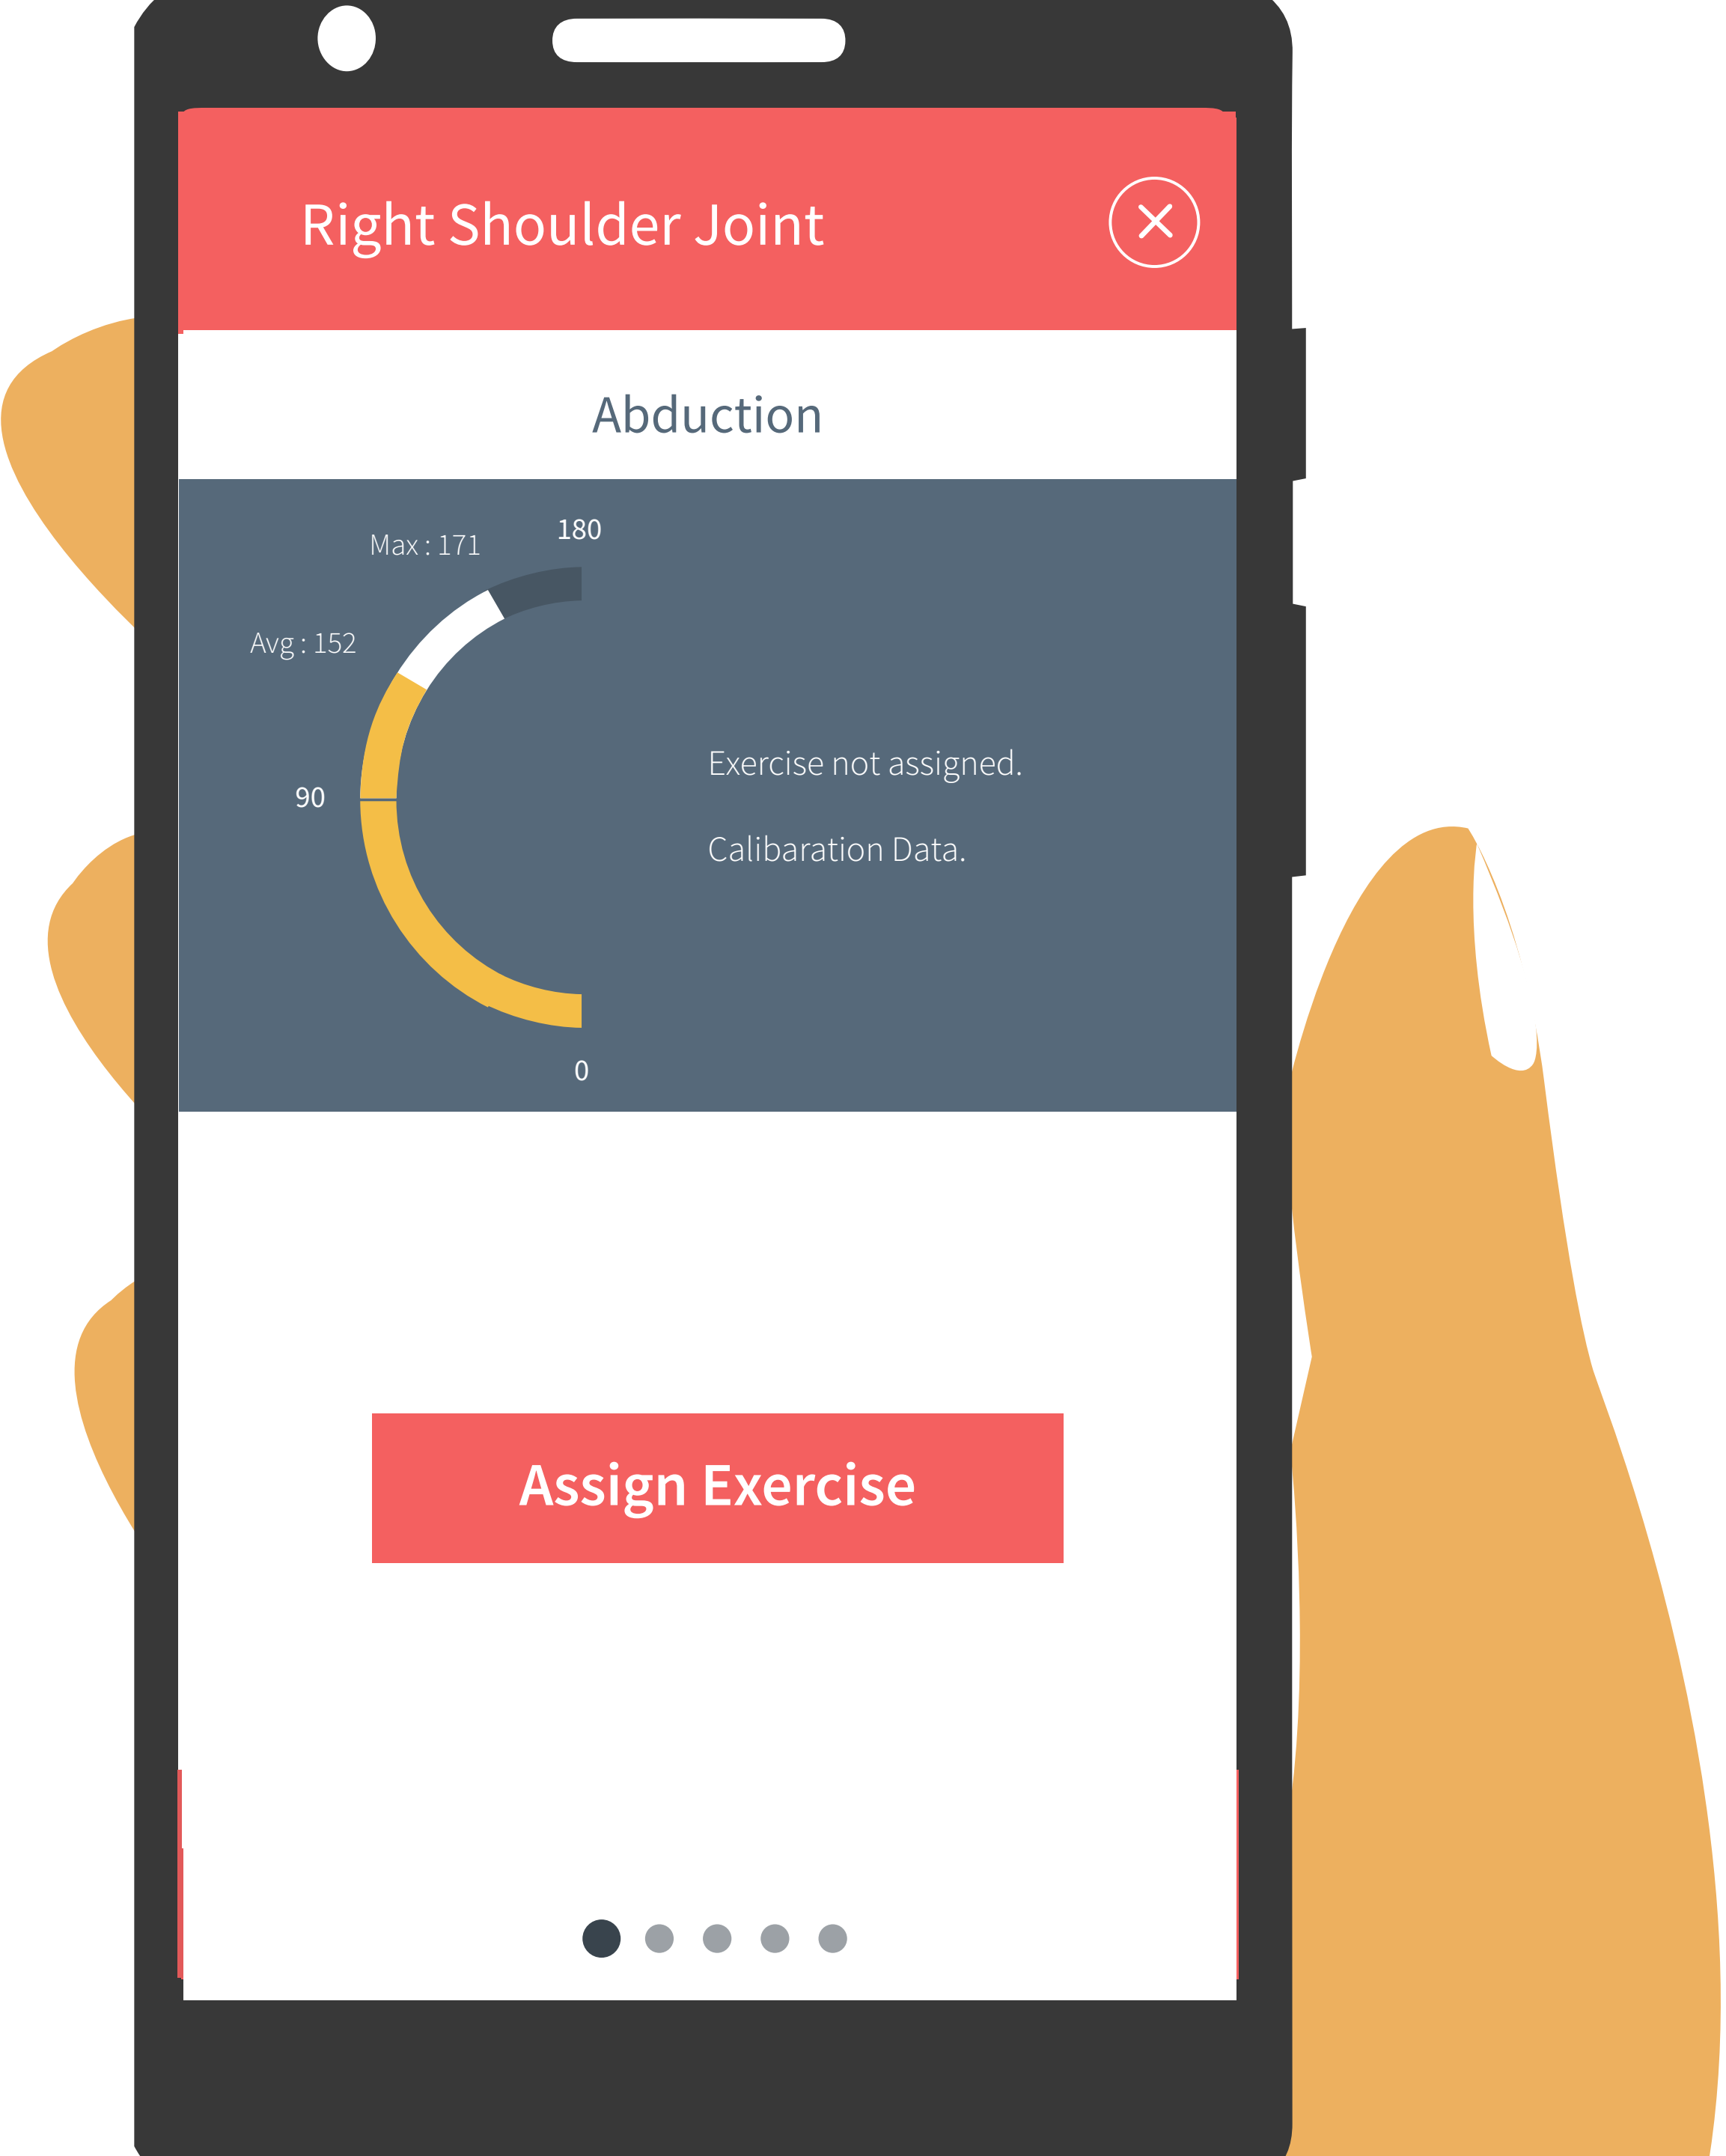 Right Shoulder Joint
Abduction
180
Max : 171
Avg : 152
90
Exercise not assigned.
Calibaration Data.
0
Assign Exercise